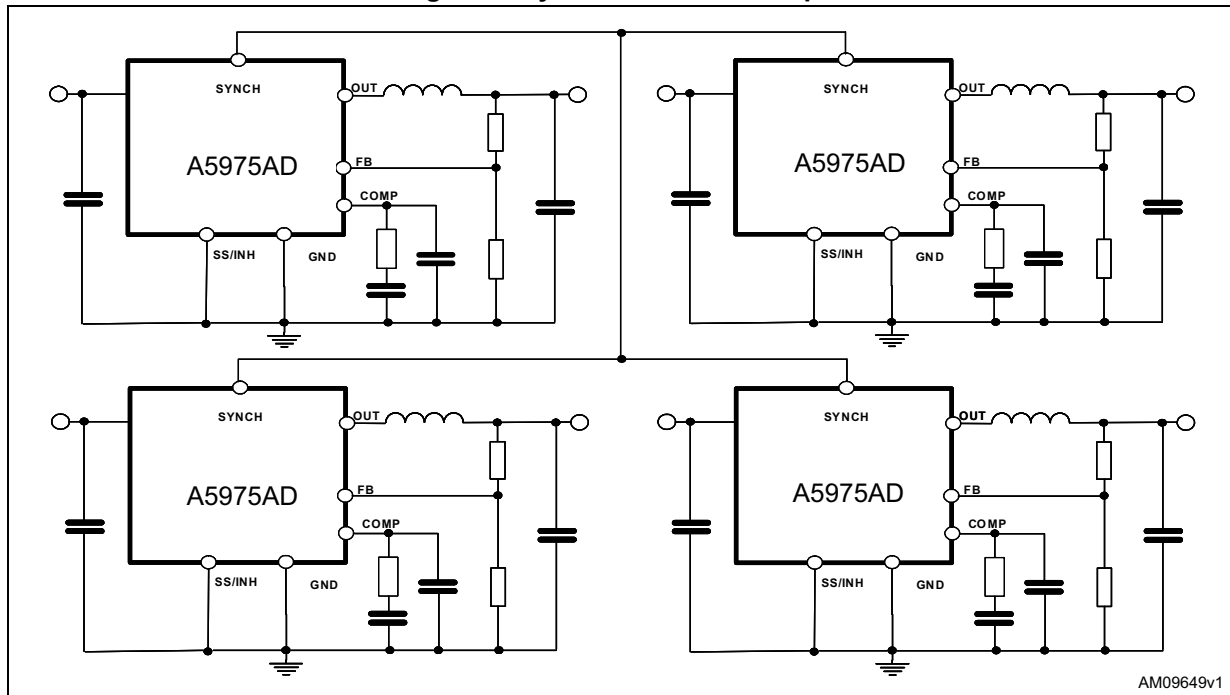 SYNCH
OUT
A5975AD
FB
COMP
SS/INH
GND
SYNCH
OUT
A5975AD
FB
COMP
SS/INH
GND
SYNCH
OUT
A5975AD
FB
COMP
SS/INH
GND
SYNCH
OUT
A5975AD
FB
COMP
SS/INH
GND
AM09649v1